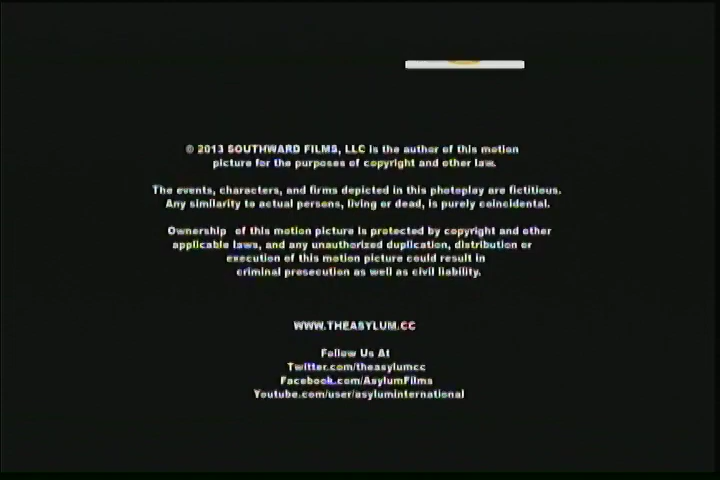 © 2013 SOUTHWARD FILMS, LLC is the author of this motion
picture for the purposes of copyright and other law.
The events, characters, and firms depicted in this photoplay are fictitious.
Any similarity to actual persons, living or dead, is purely coincidental.
Ownership of this motion picture is protected by copyright and other
applicable laws, and any unauthorized duplication, distribution or
execution of this motion picture could result in
criminal prosecution as well as civil liability.
WWW.THEASYLUM.CC
Follow Us At
Twitter.com/theasylumcc
Facebook.com/AsylumFilms
Youtube.com/user/asyluminternational